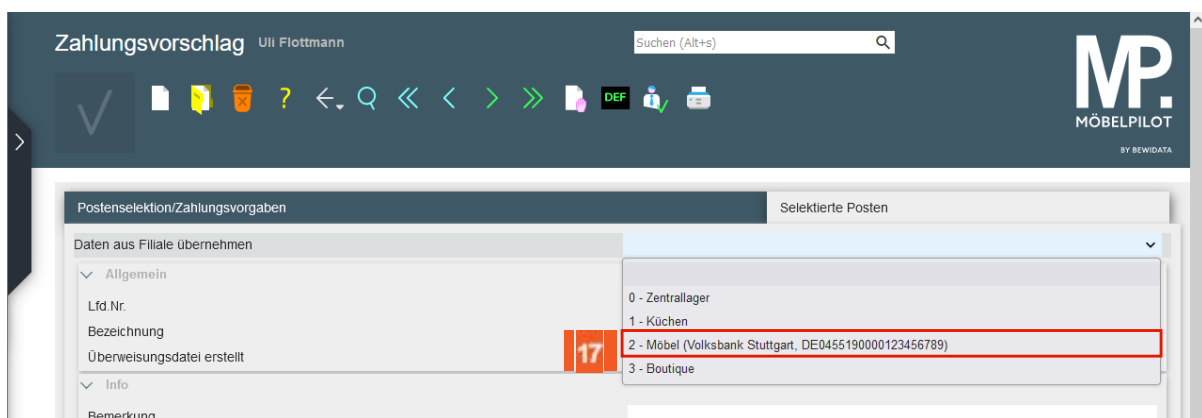 Zahlungsvorschlag Uli Flottmann
Suchen (Alt+s)
DEF
MP.
MÖBELPILOT
BY BEWIDATA
Postenselektion/Zahlungsvorgaben
Selektierte Posten
Daten aus Filiale übernehmen
Allgemein
Lfd.Nr.
0 - Zentrallager
1 - Küchen
Bezeichnung
17
2 - Möbel (Volksbank Stuttgart, DE0455190000123456789)
Überweisungsdatei erstellt
3 - Boutique
Info
Bemerkung